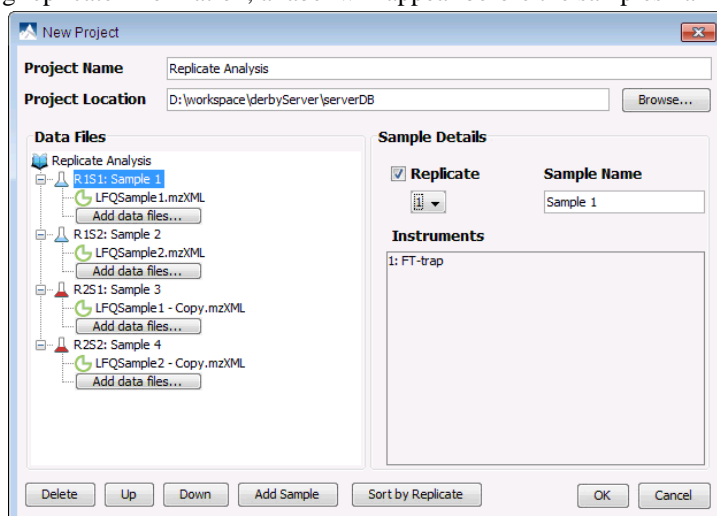 New Project
Project Name
Replicate Analysis
Project Location
D:\workspace\derbyServer\serverDB
Browse...
Data Files
Replicate Analysis
R1S1: Sample 1
LFQSample1.mzXML
Add data files...
R1S2: Sample 2
LFQSample2.mzXML
Add data files...
R2S1: Sample 3
LFQSample1 - Copy.mzXML
Add data files...
R2S2: Sample 4
LFQSample2 - Copy.mzXML
Add data files...
Sample Details
Replicate
Sample Name
1
Sample 1
Instruments
1: FT-trap
Delete
Up
Down
Add Sample
Sort by Replicate
OK
Cancel